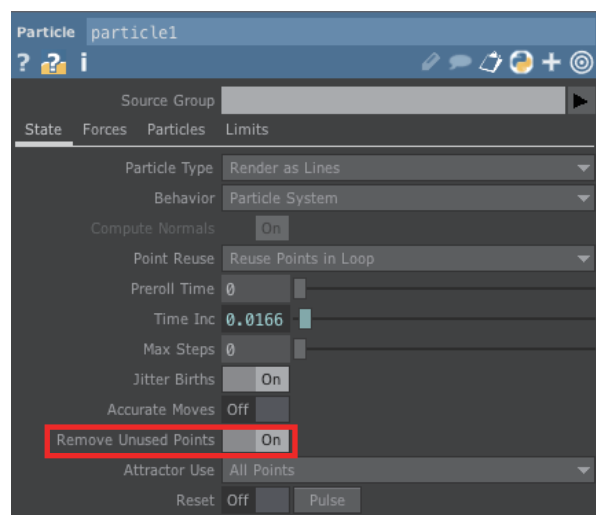 Particle particle1
? ? i
Source Group
State Forces Particles Limits
Particle Type Render as Lines
Behavior Particle System
Compute Normals On
Point Reuse Reuse Points in Loop
Preroll Time 0
Time Inc 0.0166
Max Steps 0
Jitter Births On
Accurate Moves Off
Remove Unused Points On
Attractor Use All Points
Reset Off Pulse